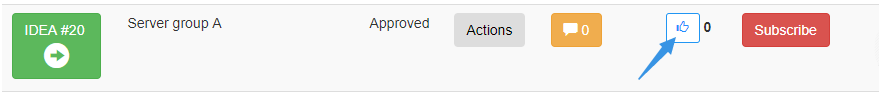 IDEA #20
Server group A
Approved
Actions
0
0
Subscribe